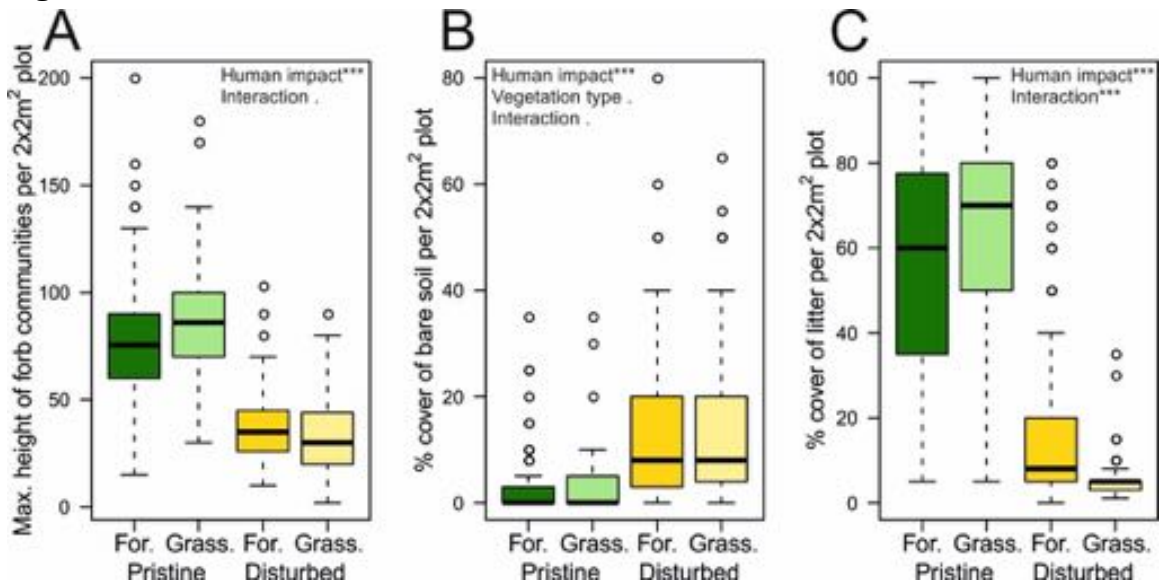 A
Max. height of forb communities per 2x2m² plot
200
150
100
50
0
Human impact***
Interaction .
For. Grass. For. Grass.
Pristine Disturbed
B
% cover of bare soil per 2x2m² plot
80
60
40
20
0
Human impact***
Vegetation type .
Interaction .
For. Grass. For. Grass.
Pristine Disturbed
C
% cover of litter per 2x2m² plot
100
80
60
40
20
0
Human impact***
Interaction***
For. Grass. For. Grass.
Pristine Disturbed